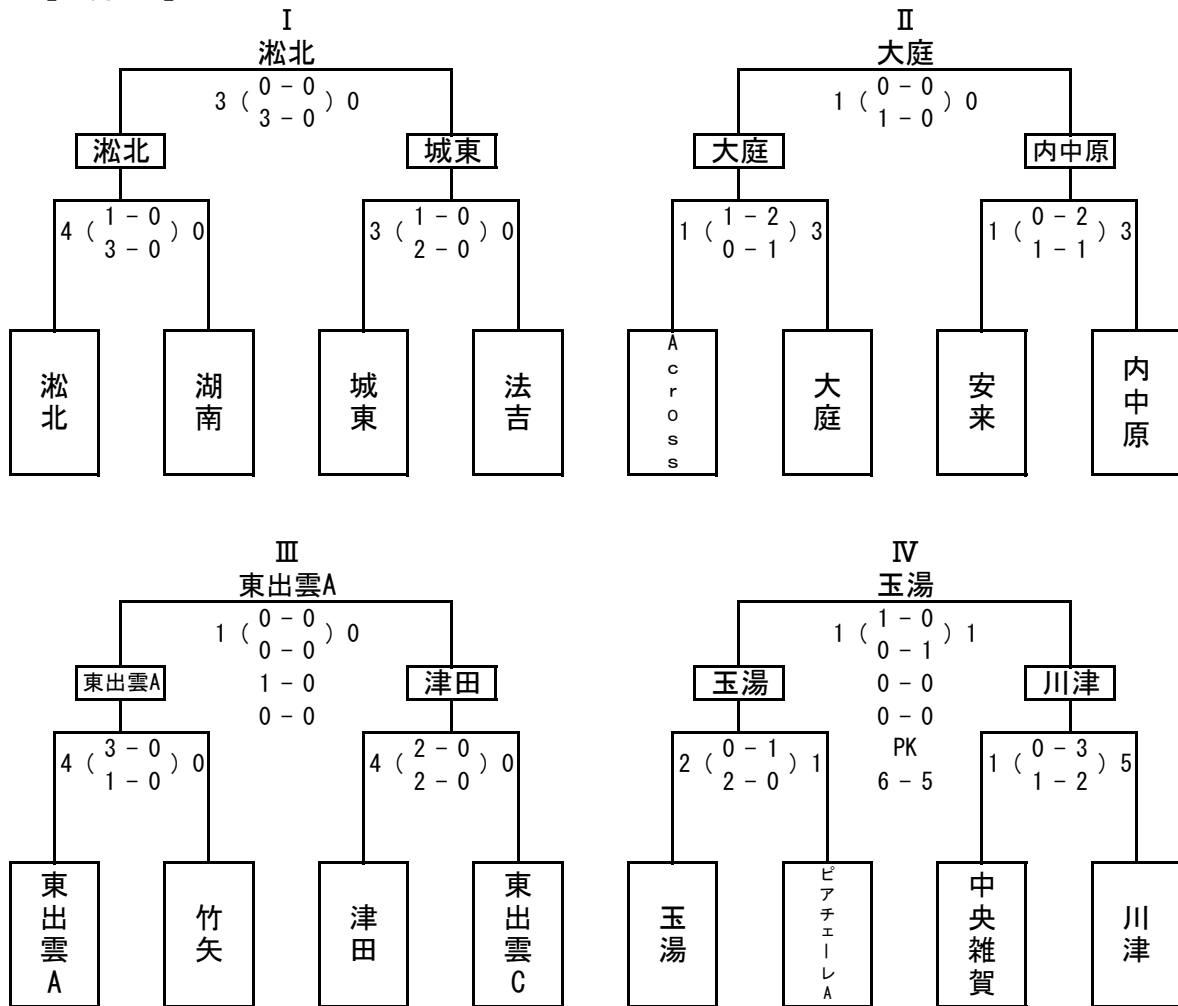 Ⅰ
淞北
3 ( 0 - 0 ) 0
3 - 0
淞北
城東
4 ( 1 - 0 ) 0
3 - 0
3 ( 1 - 0 ) 0
2 - 0
淞北
湖南
城東
法吉
Ⅱ
大庭
1 ( 0 - 0 ) 0
1 - 0
大庭
内中原
1 ( 1 - 2 ) 3
0 - 1
1 ( 0 - 2 ) 3
1 - 1
Across
大庭
安来
内中原
Ⅲ
東出雲A
1 ( 0 - 0 ) 0
0 - 0
1 - 0
0 - 0
東出雲A
津田
4 ( 3 - 0 ) 0
1 - 0
4 ( 2 - 0 ) 0
2 - 0
東出雲A
竹矢
津田
東出雲C
Ⅳ
玉湯
1 ( 1 - 0 ) 1
0 - 1
0 - 0
0 - 0
PK
6 - 5
玉湯
川津
2 ( 0 - 1 ) 1
2 - 0
1 ( 0 - 3 ) 5
1 - 2
玉湯
ピアチェーレA
中央雑賀
川津